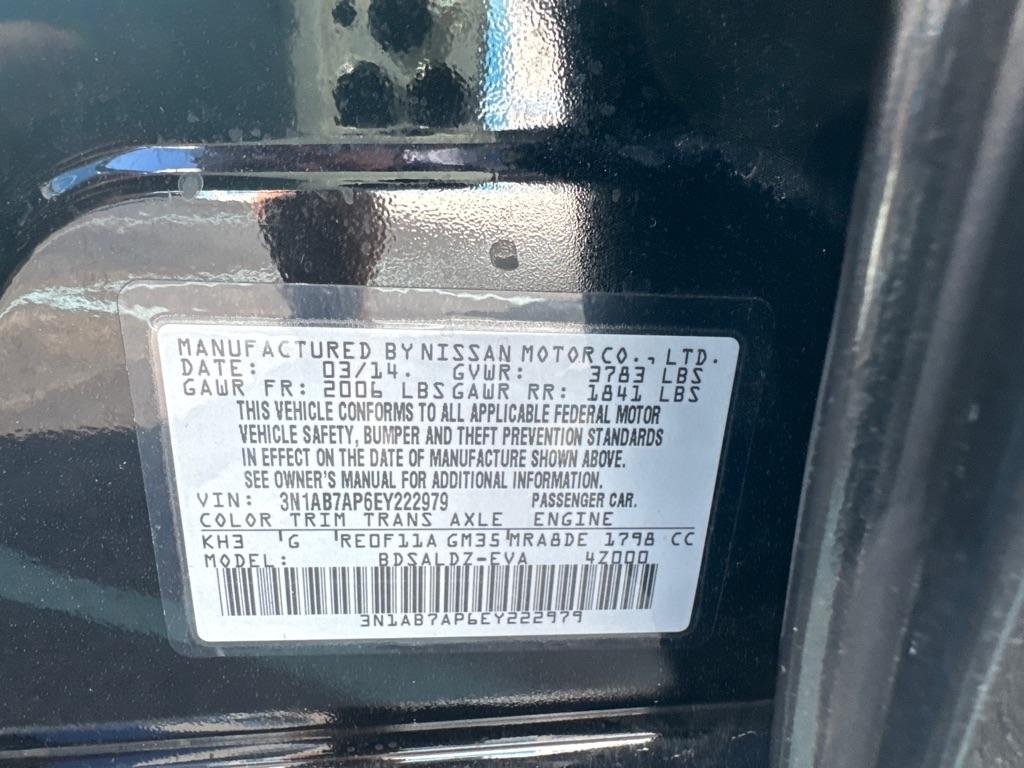 MANUFACTURED BY NISSAN MOTOR CO., LTD.
DATE: 03/14. GVWR: 3783 LBS
GAWR FR: 2006 LBS GAWR RR: 1841 LBS
THIS VEHICLE CONFORMS TO ALL APPLICABLE FEDERAL MOTOR
VEHICLE SAFETY, BUMPER AND THEFT PREVENTION STANDARDS
IN EFFECT ON THE DATE OF MANUFACTURE SHOWN ABOVE.
SEE OWNER'S MANUAL FOR ADDITIONAL INFORMATION.
VIN: 3N1AB7AP6EY222979 PASSENGER CAR.
COLOR TRIM TRANS AXLE ENGINE
KH3 'G 'RE0F11A GM35'MRA8DE 1798 CC
MODEL: BDSALDZ-EVA 4Z000
3N1AB7AP6EY222979